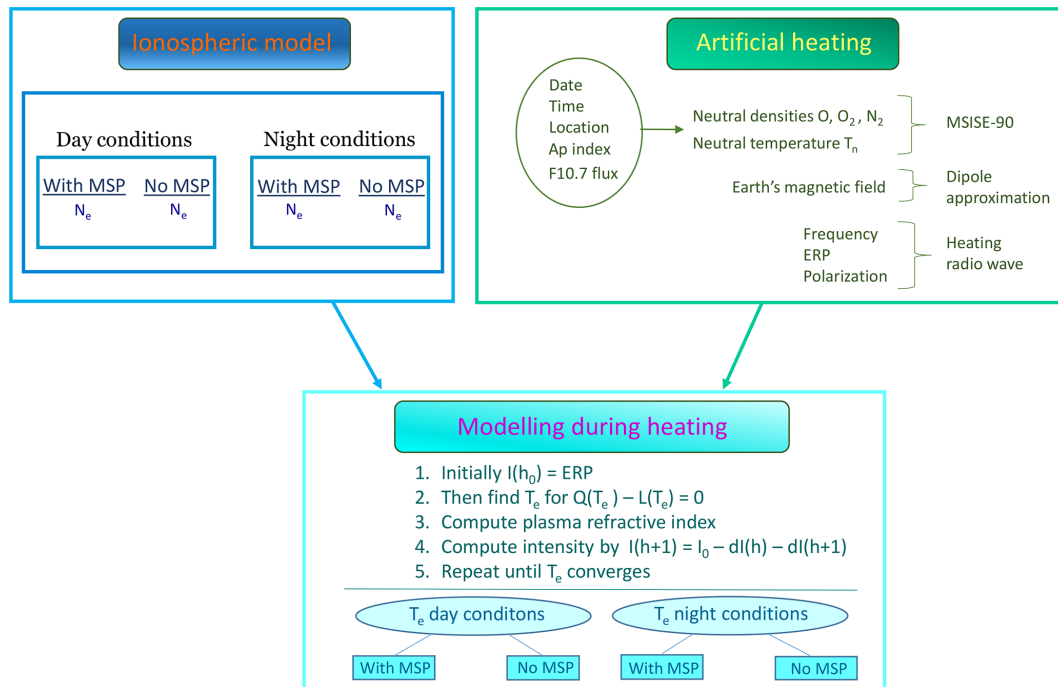 Ionospheric model
Day conditions
Night conditions
With MSP
No MSP
With MSP
No MSP
Nₑ
Nₑ
Nₑ
Nₑ
Artificial heating
Date
Time
Location
Ap index
F10.7 flux
Neutral densities O, O₂ , N₂
Neutral temperature Tₙ
MSISE-90
Earth's magnetic field
Dipole
approximation
Frequency
ERP
Polarization
Heating
radio wave
Modelling during heating
1. Initially I(h₀) = ERP
2. Then find Tₑ for Q(Tₑ ) – L(Tₑ) = 0
3. Compute plasma refractive index
4. Compute intensity by I(h+1) = I₀ – dI(h) – dI(h+1)
5. Repeat until Tₑ converges
Tₑ day conditons
Tₑ night conditions
With MSP
No MSP
With MSP
No MSP